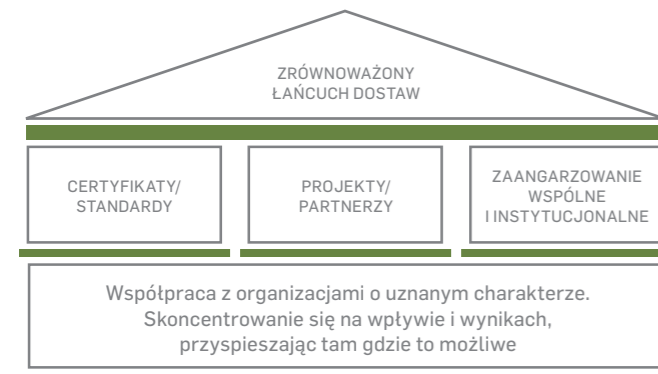 ZRÓWNOWAŻONY
ŁAŃCUCH DOSTAW
CERTYFIKATY/
STANDARDY
PROJEKTY/
PARTNERZY
ZAANGARZOWANIE
WSPÓLNE
I INSTYTUCJONALNE
Współpraca z organizacjami o uznanym charakterze.
Skoncentrowanie się na wpływie i wynikach,
przyspieszając tam gdzie to możliwe